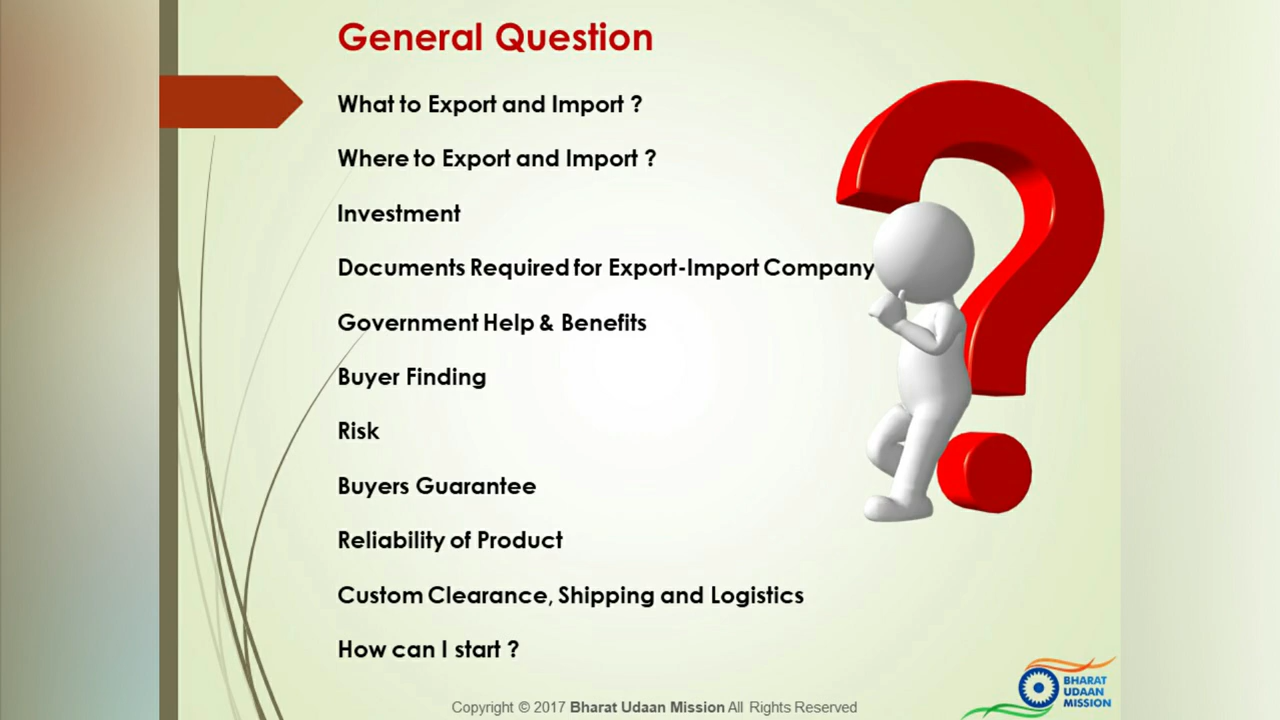 General Question
What to Export and Import ?
Where to Export and Import ?
Investment
Documents Required for Export-Import Company
Government Help & Benefits
Buyer Finding
Risk
Buyers Guarantee
Reliability of Product
Custom Clearance, Shipping and Logistics
How can I start ?
BHARAT
UDAAN
MISSION
Copyright © 2017 Bharat Udaan Mission All Rights Reserved